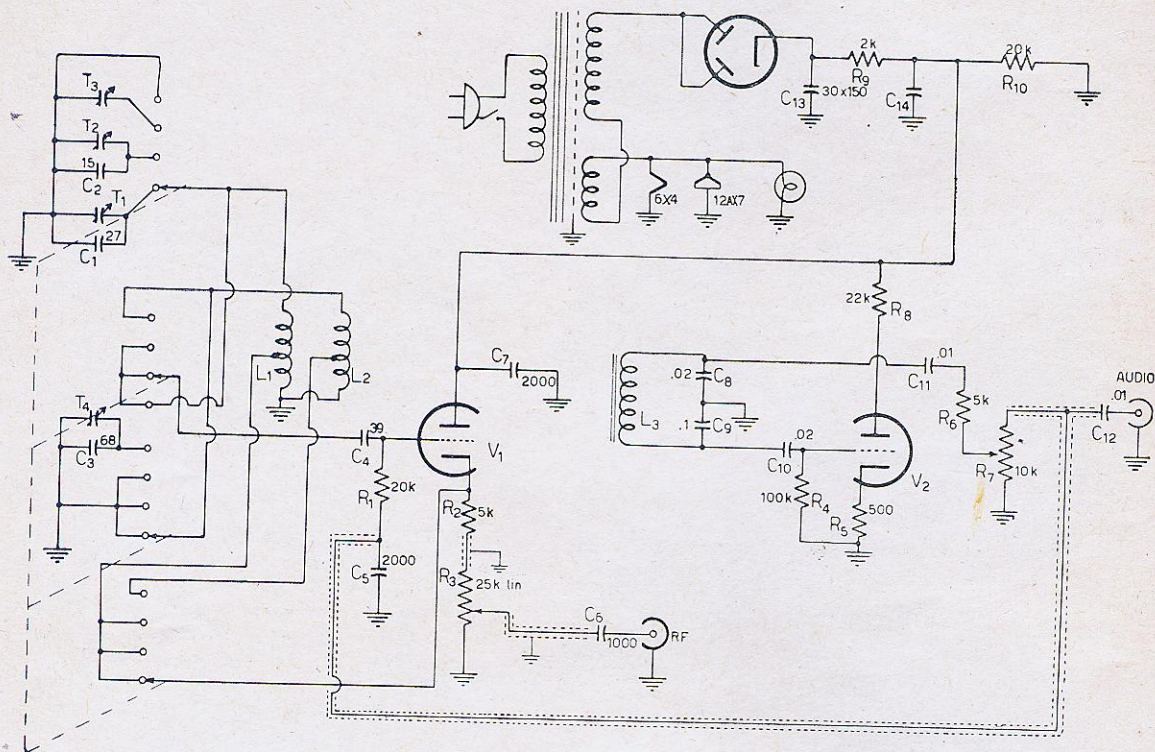 T3
T2
15
C2
T1
27
C1
2k
R9
C13
30x150
C14
20k
R10
6X4
12AX7
22k
R8
L1
L2
C7
2000
.02
C8
L3
.1
C9
C11
.01
5k
R6
R7
10k
AUDIO
.01
C12
T4
68
C3
39
C4
V1
R1
20k
R2
5k
C5
2000
R3
25k lin
C6
1000
RF
.02
C10
100k
R4
V2
500
R5